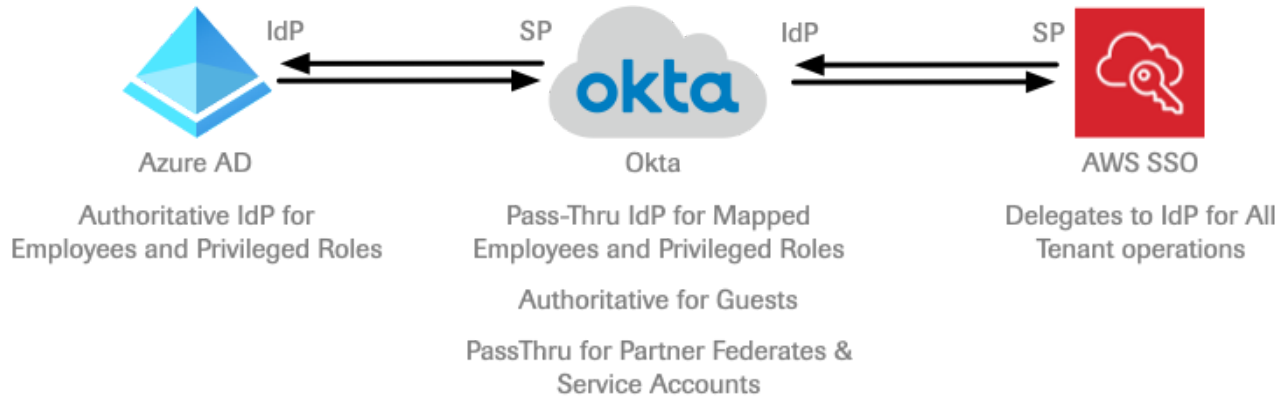 IdP
SP
IdP
SP
okta
Azure AD
Okta
AWS SSO
Authoritative IdP for
Employees and Privileged Roles
Pass-Thru IdP for Mapped
Employees and Privileged Roles
Authoritative for Guests
PassThru for Partner Federates &
Service Accounts
Delegates to IdP for All
Tenant operations